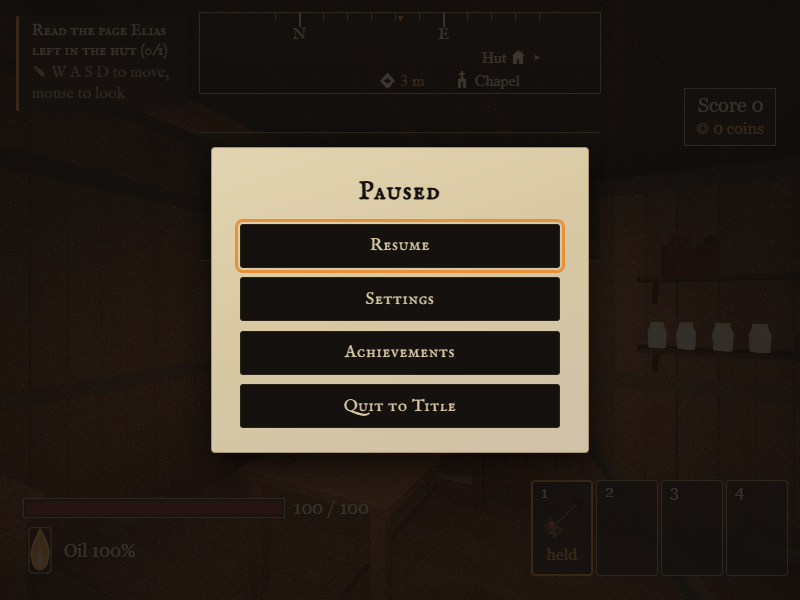 Read the page Elias
left in the hut (0/1)
W A S D to move,
mouse to look
N E
Hut
3 m Chapel
Score 0
0 coins
Paused
Resume
Settings
Achievements
Quit to Title
100 / 100
Oil 100%
1 2 3 4
held